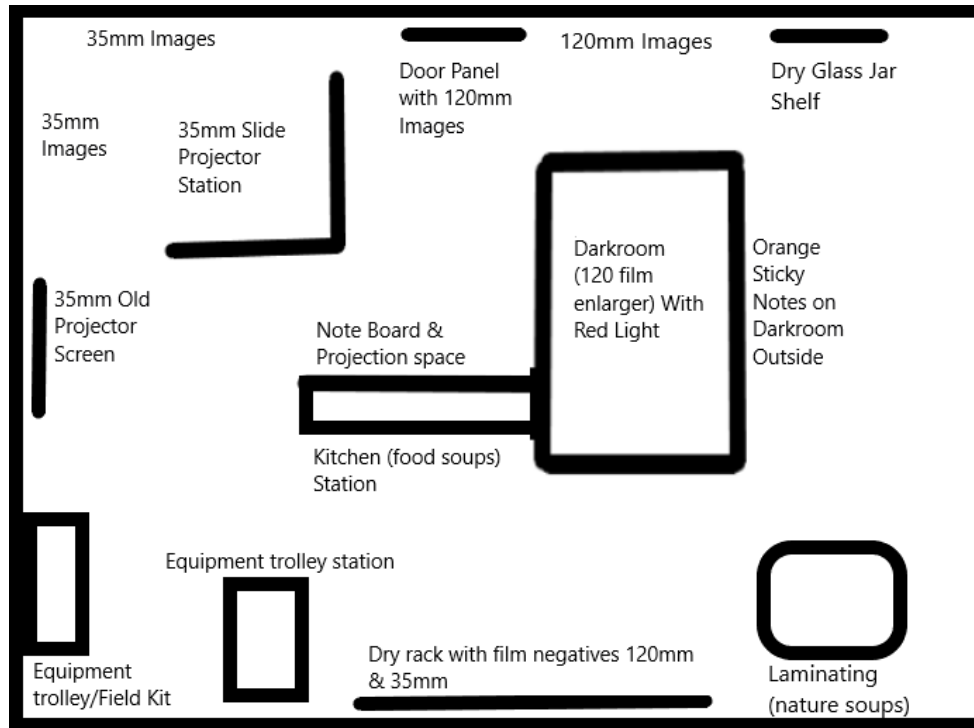 35mm Images
120mm Images
Door Panel
with 120mm
Images
Dry Glass Jar
Shelf
35mm
Images
35mm Slide
Projector
Station
Darkroom
(120 film
enlarger) With
Red Light
Orange
Sticky
Notes on
Darkroom
Outside
35mm Old
Projector
Screen
Note Board &
Projection space
Kitchen (food soups)
Station
Equipment trolley station
Equipment
trolley/Field Kit
Dry rack with film negatives 120mm
& 35mm
Laminating
(nature soups)